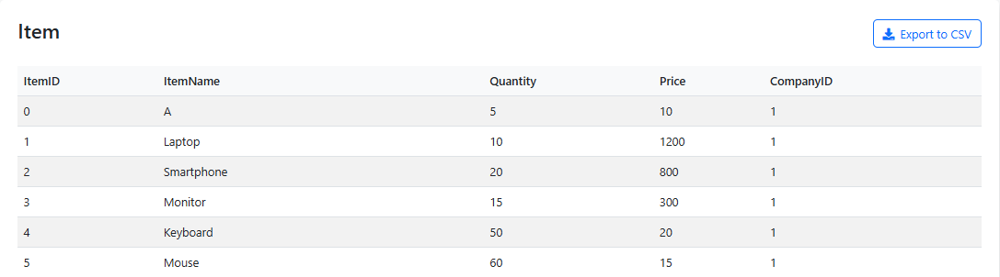 Item
Export to CSV
ItemID ItemName Quantity Price CompanyID
0 A 5 10 1
1 Laptop 10 1200 1
2 Smartphone 20 800 1
3 Monitor 15 300 1
4 Keyboard 50 20 1
5 Mouse 60 15 1